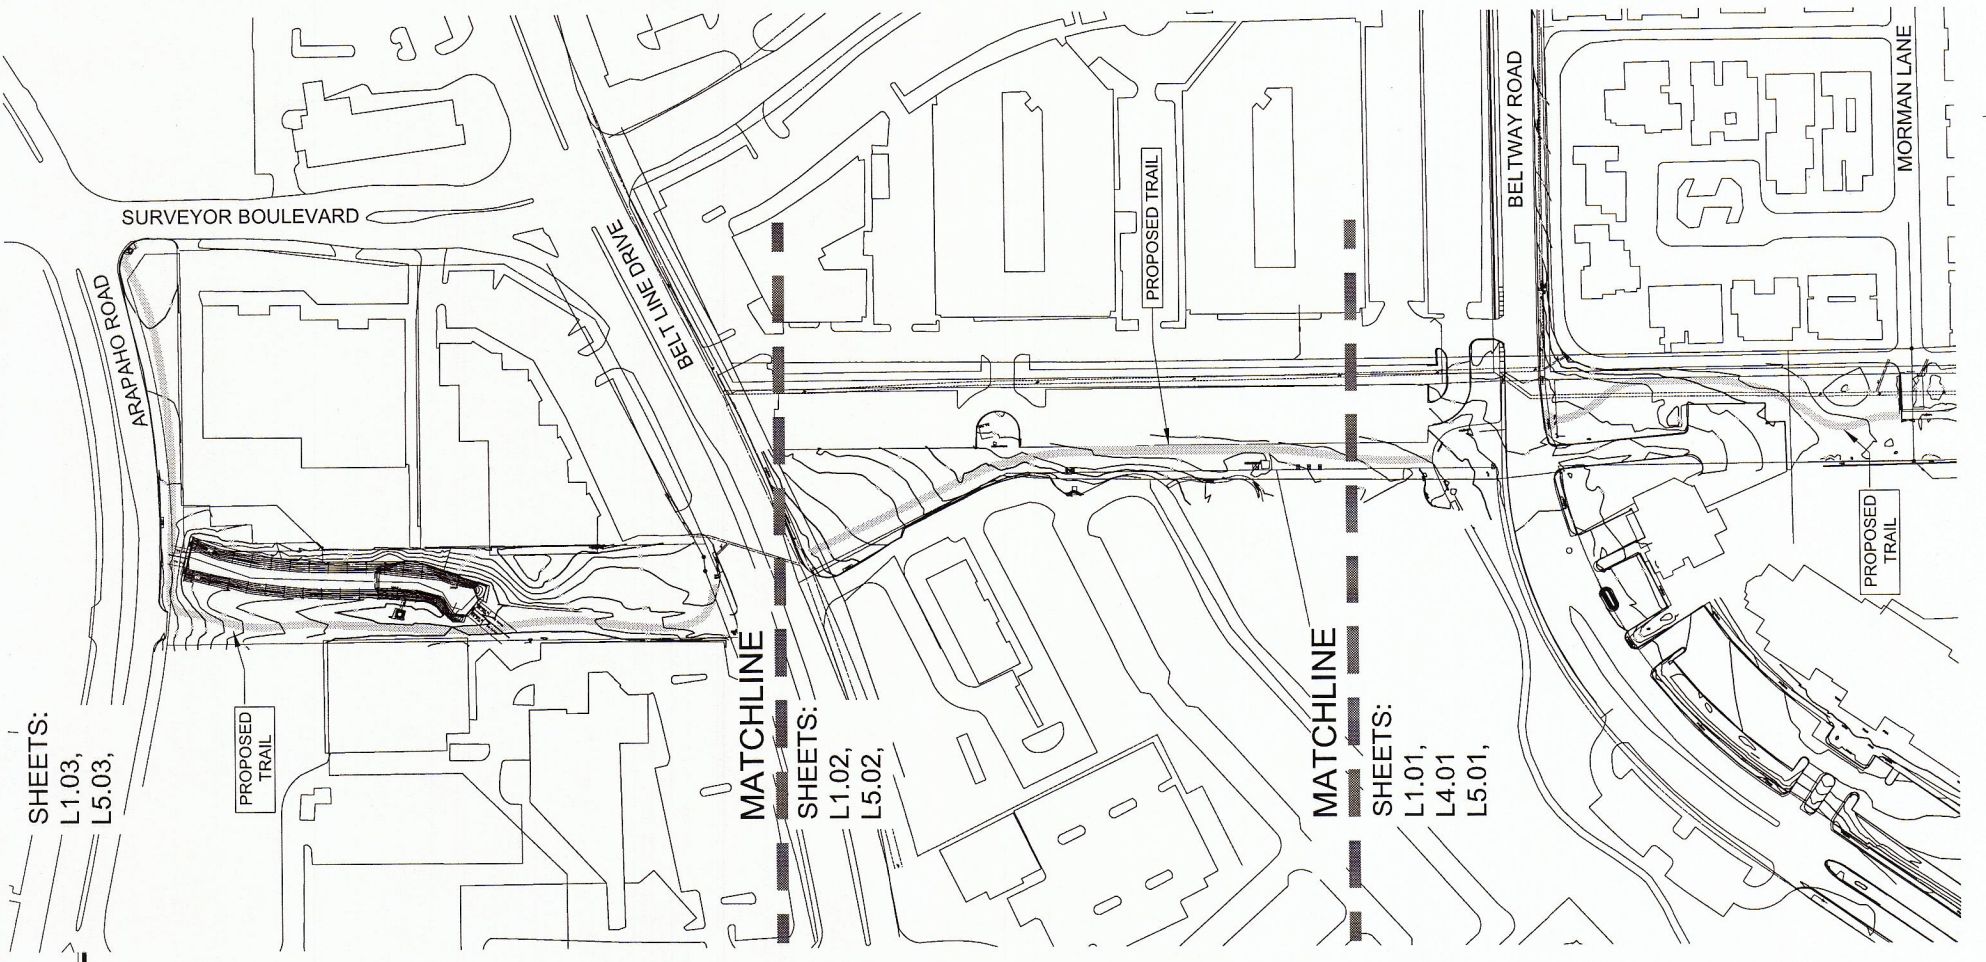 SURVEYOR BOULEVARD
ARAPAHO ROAD
BELT LINE DRIVE
PROPOSED TRAIL
BELTWAY ROAD
MORMAN LANE
SHEETS:
L1.03,
L5.03,
PROPOSED
TRAIL
MATCHLINE
SHEETS:
L1.02,
L5.02,
MATCHLINE
SHEETS:
L1.01,
L4.01
L5.01,
PROPOSED
TRAIL